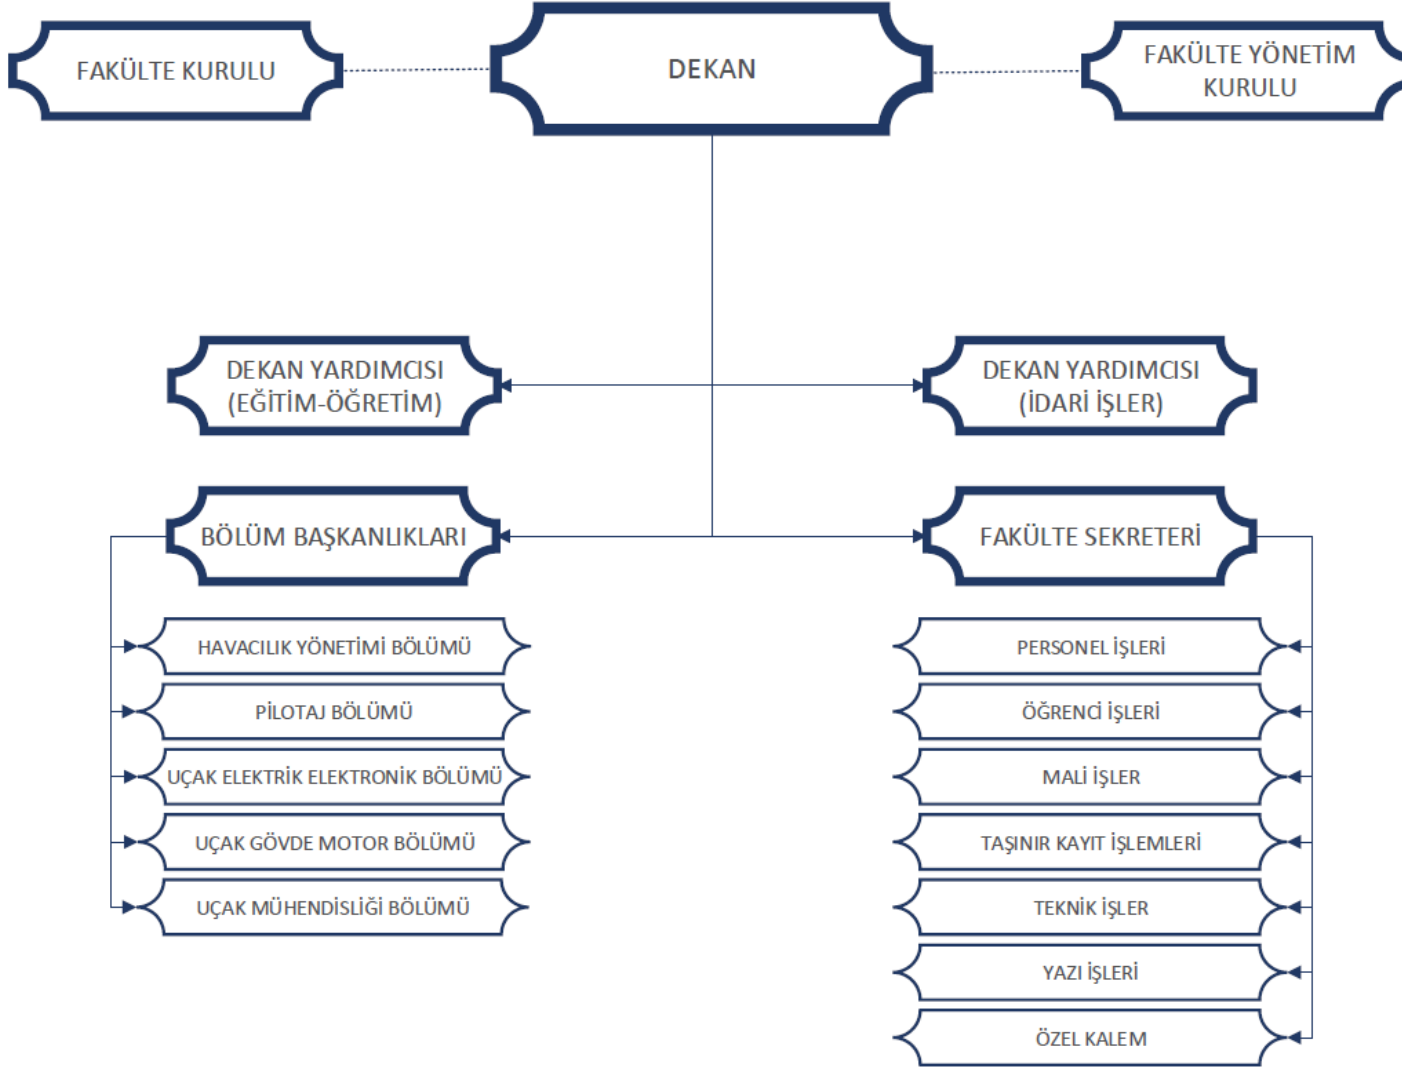 FAKÜLTE KURULU
DEKAN
FAKÜLTE YÖNETİM
KURULU
DEKAN YARDIMCISI
(EĞİTİM-ÖĞRETİM)
DEKAN YARDIMCISI
(İDARİ İŞLER)
BÖLÜM BAŞKANLIKLARI
FAKÜLTE SEKRETERİ
HAVACILIK YÖNETİMİ BÖLÜMÜ
PİLOTAJ BÖLÜMÜ
UÇAK ELEKTRİK ELEKTRONİK BÖLÜMÜ
UÇAK GÖVDE MOTOR BÖLÜMÜ
UÇAK MÜHENDİSLİĞİ BÖLÜMÜ
PERSONEL İŞLERİ
ÖĞRENCİ İŞLERİ
MALİ İŞLER
TAŞINIR KAYIT İŞLEMLERİ
TEKNİK İŞLER
YAZI İŞLERİ
ÖZEL KALEM